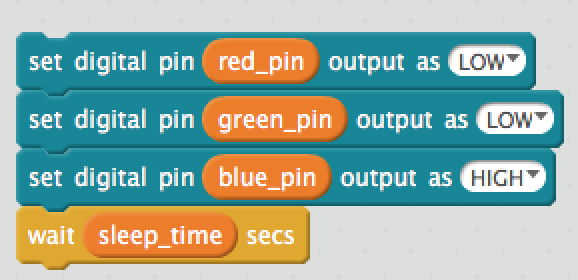 set digital pin red_pin output as LOW
set digital pin green_pin output as LOW
set digital pin blue_pin output as HIGH
wait sleep_time secs